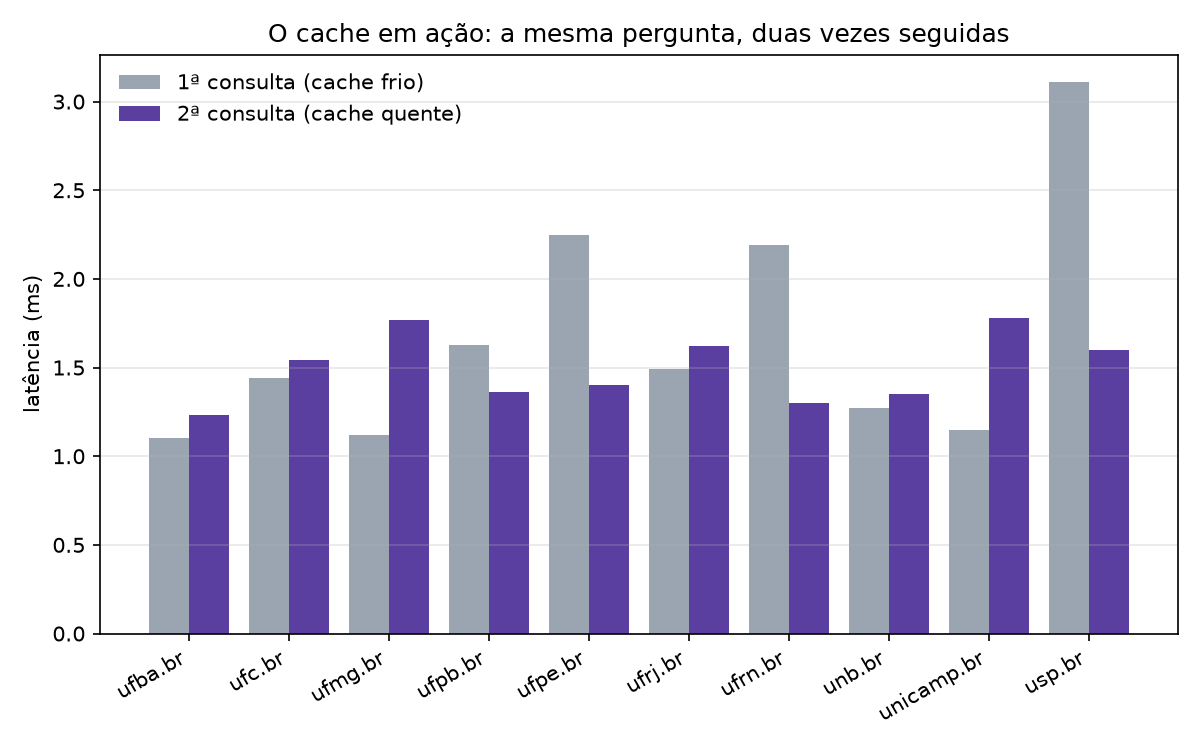 O cache em ação: a mesma pergunta, duas vezes seguidas
1ª consulta (cache frio)
2ª consulta (cache quente)
latência (ms)
3.0
2.5
2.0
1.5
1.0
0.5
0.0
ufba.br
ufc.br
ufmg.br
ufpb.br
ufpe.br
ufrj.br
ufrn.br
unb.br
unicamp.br
usp.br